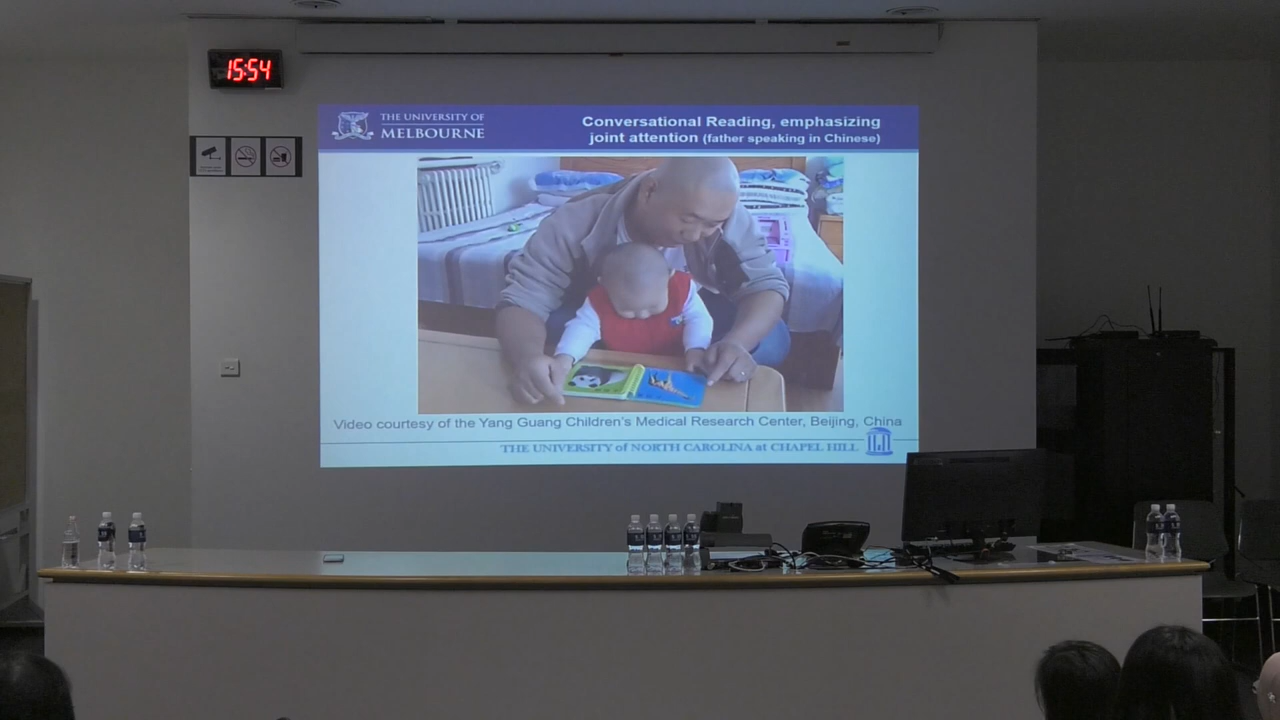 15:54
THE UNIVERSITY OF
MELBOURNE
Conversational Reading, emphasizing
joint attention (father speaking in Chinese)
Video courtesy of the Yang Guang Children's Medical Research Center, Beijing, China
THE UNIVERSITY of NORTH CAROLINA at CHAPEL HILL